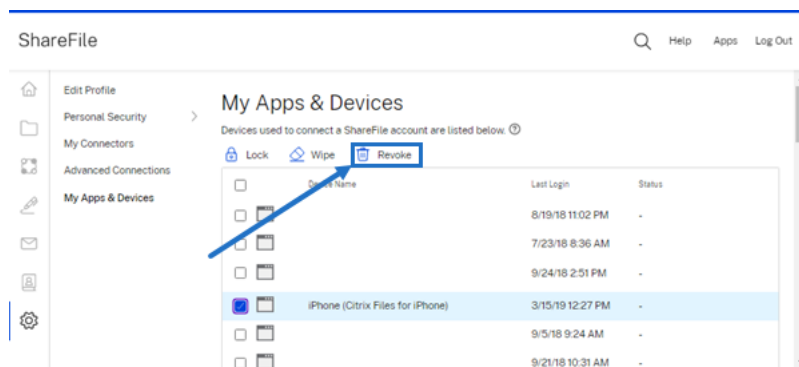 ShareFile
Help Apps Log Out
Edit Profile
Personal Security
My Connectors
Advanced Connections
My Apps & Devices
My Apps & Devices
Devices used to connect a ShareFile account are listed below.
Lock Wipe Revoke
Device Name Last Login Status
8/19/18 11:02 PM -
7/23/18 8:36 AM -
9/24/18 2:51 PM -
iPhone (Citrix Files for iPhone) 3/15/19 12:27 PM -
9/5/18 9:24 AM -
9/21/18 10:31 AM -